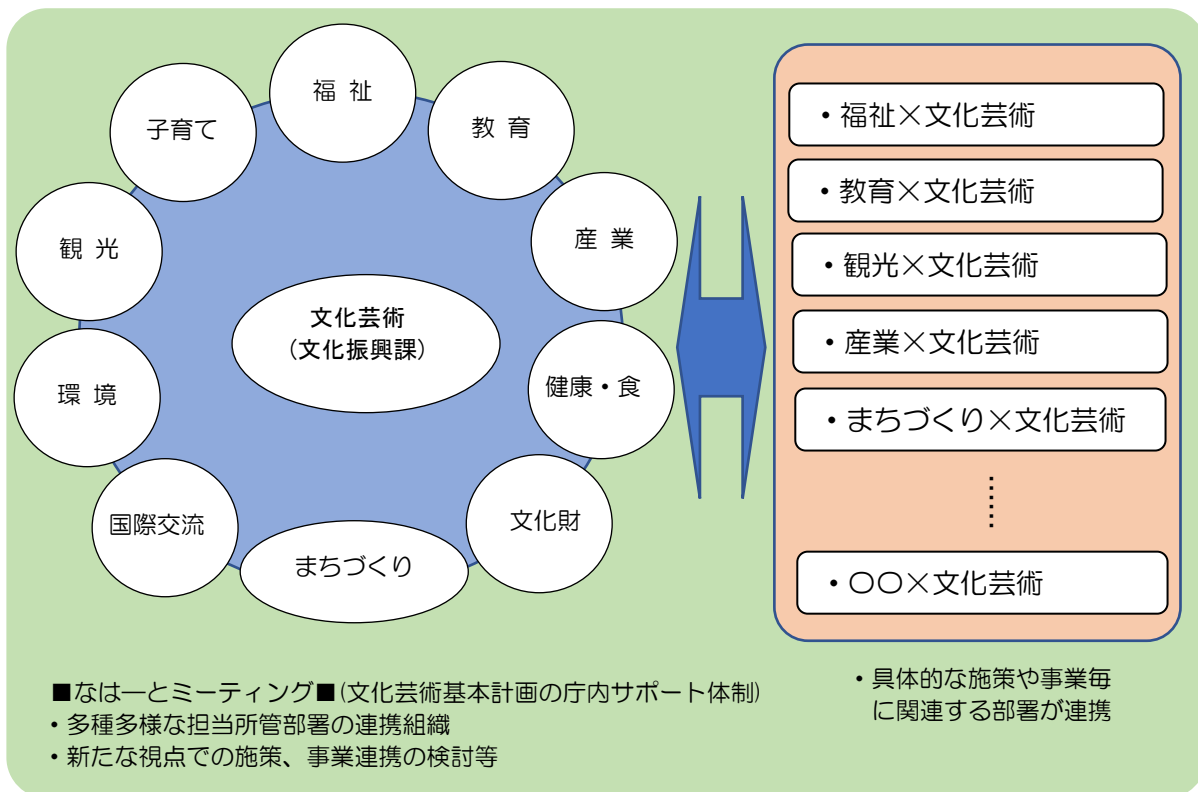 福 祉
子育て
教 育
観 光
産 業
文化芸術
(文化振興課)
環 境
健康・食
国際交流
文化財
まちづくり
・福祉×文化芸術
・教育×文化芸術
・観光×文化芸術
・産業×文化芸術
・まちづくり×文化芸術
・〇〇×文化芸術
■なは―とミーティング■(文化芸術基本計画の庁内サポート体制)
・多種多様な担当所管部署の連携組織
・新たな視点での施策、事業連携の検討等
・具体的な施策や事業毎
に関連する部署が連携